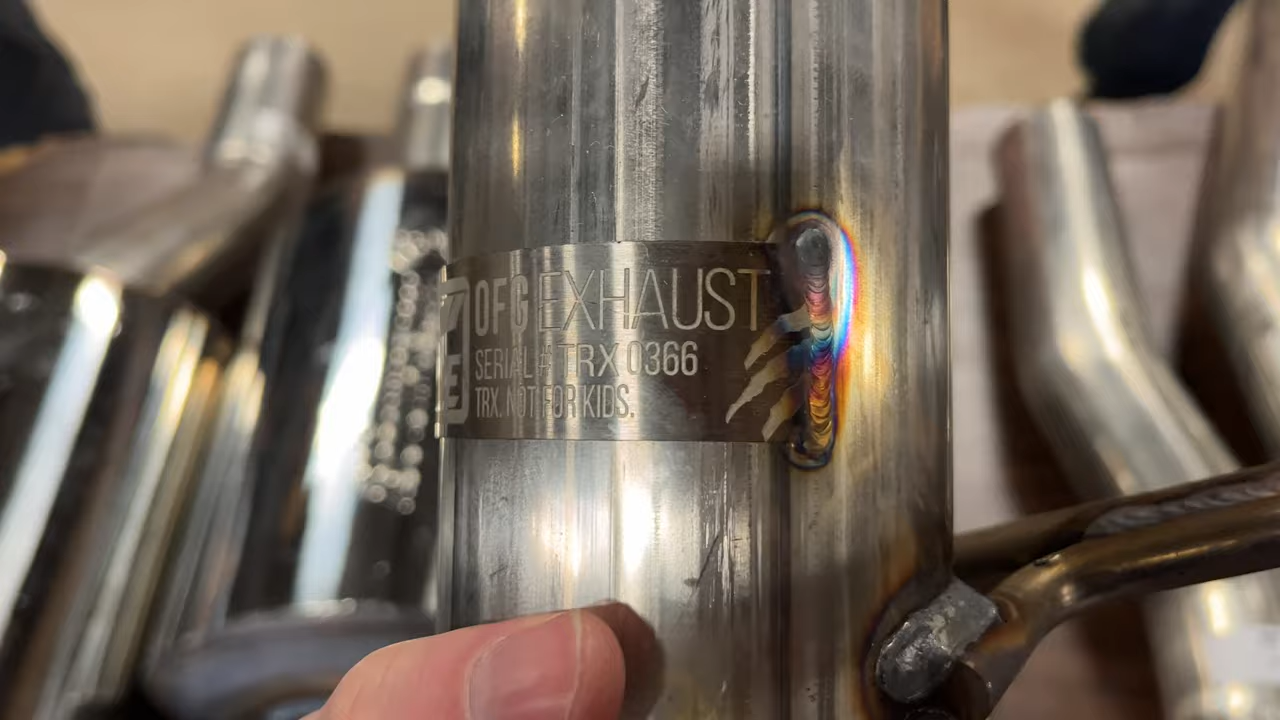 OFG EXHAUST
SERIAL # TRX 0366
TRX. NOT FOR KIDS.